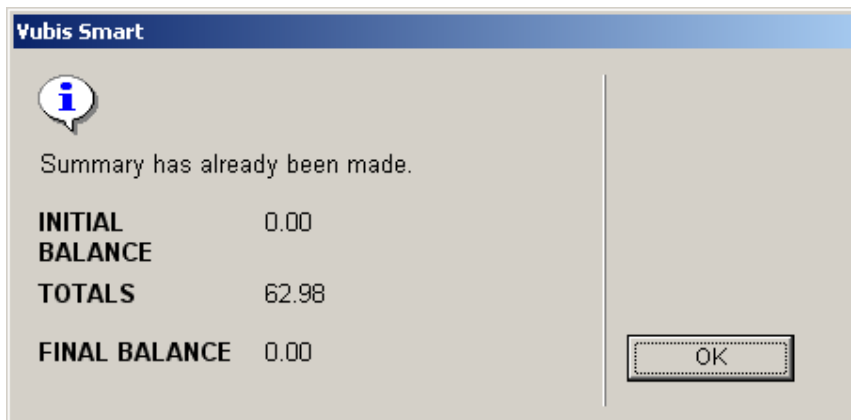 Vubis Smart
Summary has already been made.
INITIAL BALANCE 0.00
TOTALS 62.98
FINAL BALANCE 0.00
OK